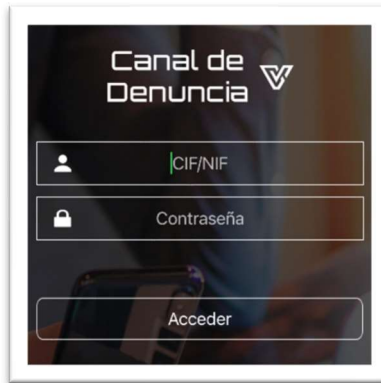 Canal de
Denuncia
CIF/NIF
Contraseña
Acceder